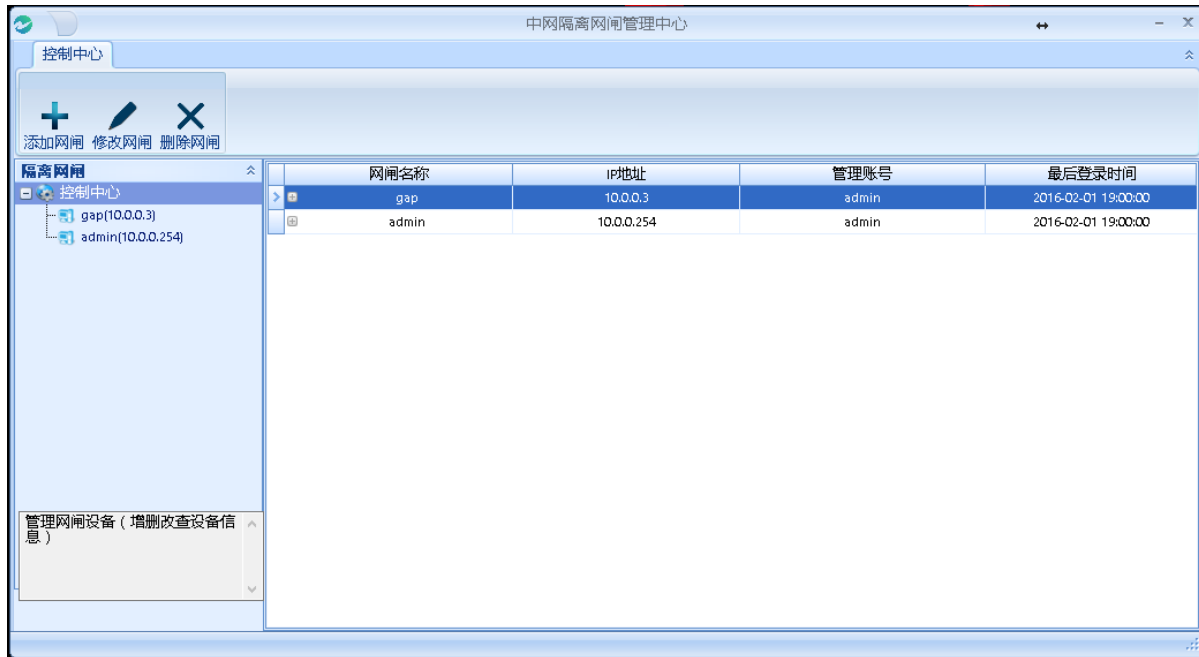 中网隔离网闸管理中心
控制中心
添加网闸 修改网闸 删除网闸
隔离网闸
控制中心
gap(10.0.0.3)
admin(10.0.0.254)
网闸名称 IP地址 管理账号 最后登录时间
gap 10.0.0.3 admin 2016-02-01 19:00:00
admin 10.0.0.254 admin 2016-02-01 19:00:00
管理网闸设备（增删改查设备信
息）